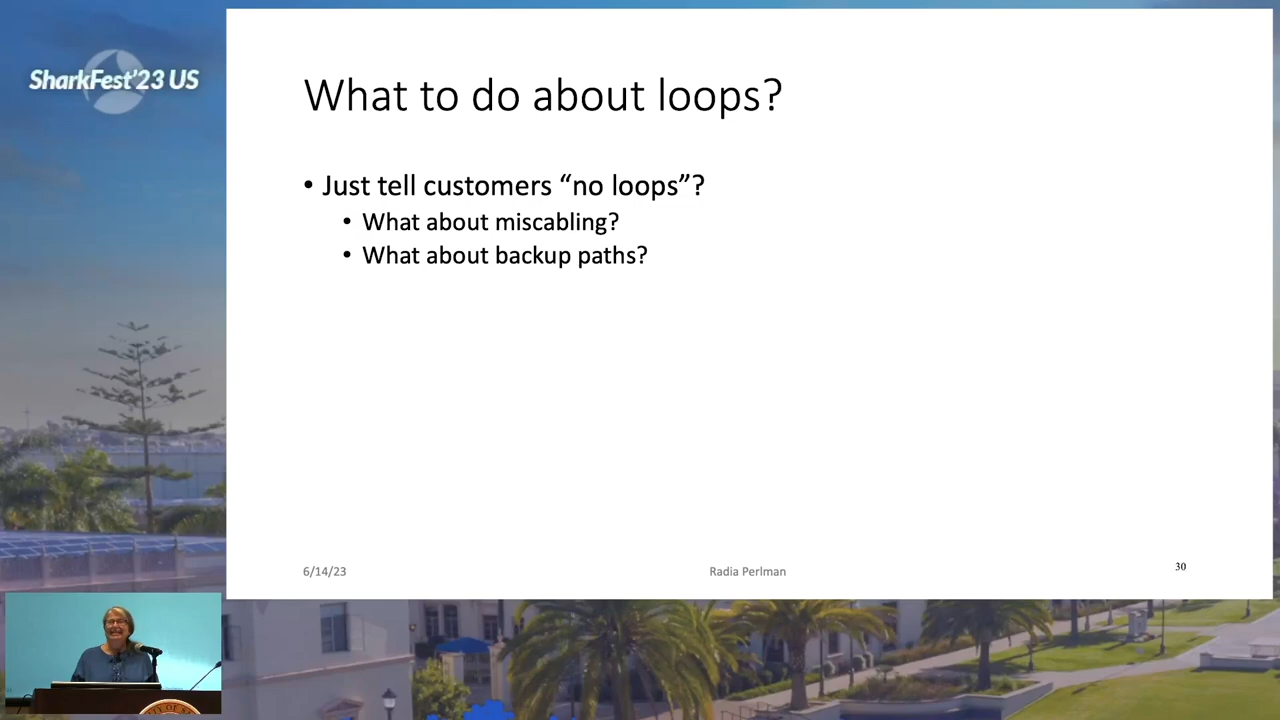 SharkFest'23 US
What to do about loops?
• Just tell customers “no loops”?
• What about miscabling?
• What about backup paths?
6/14/23
Radia Perlman
30